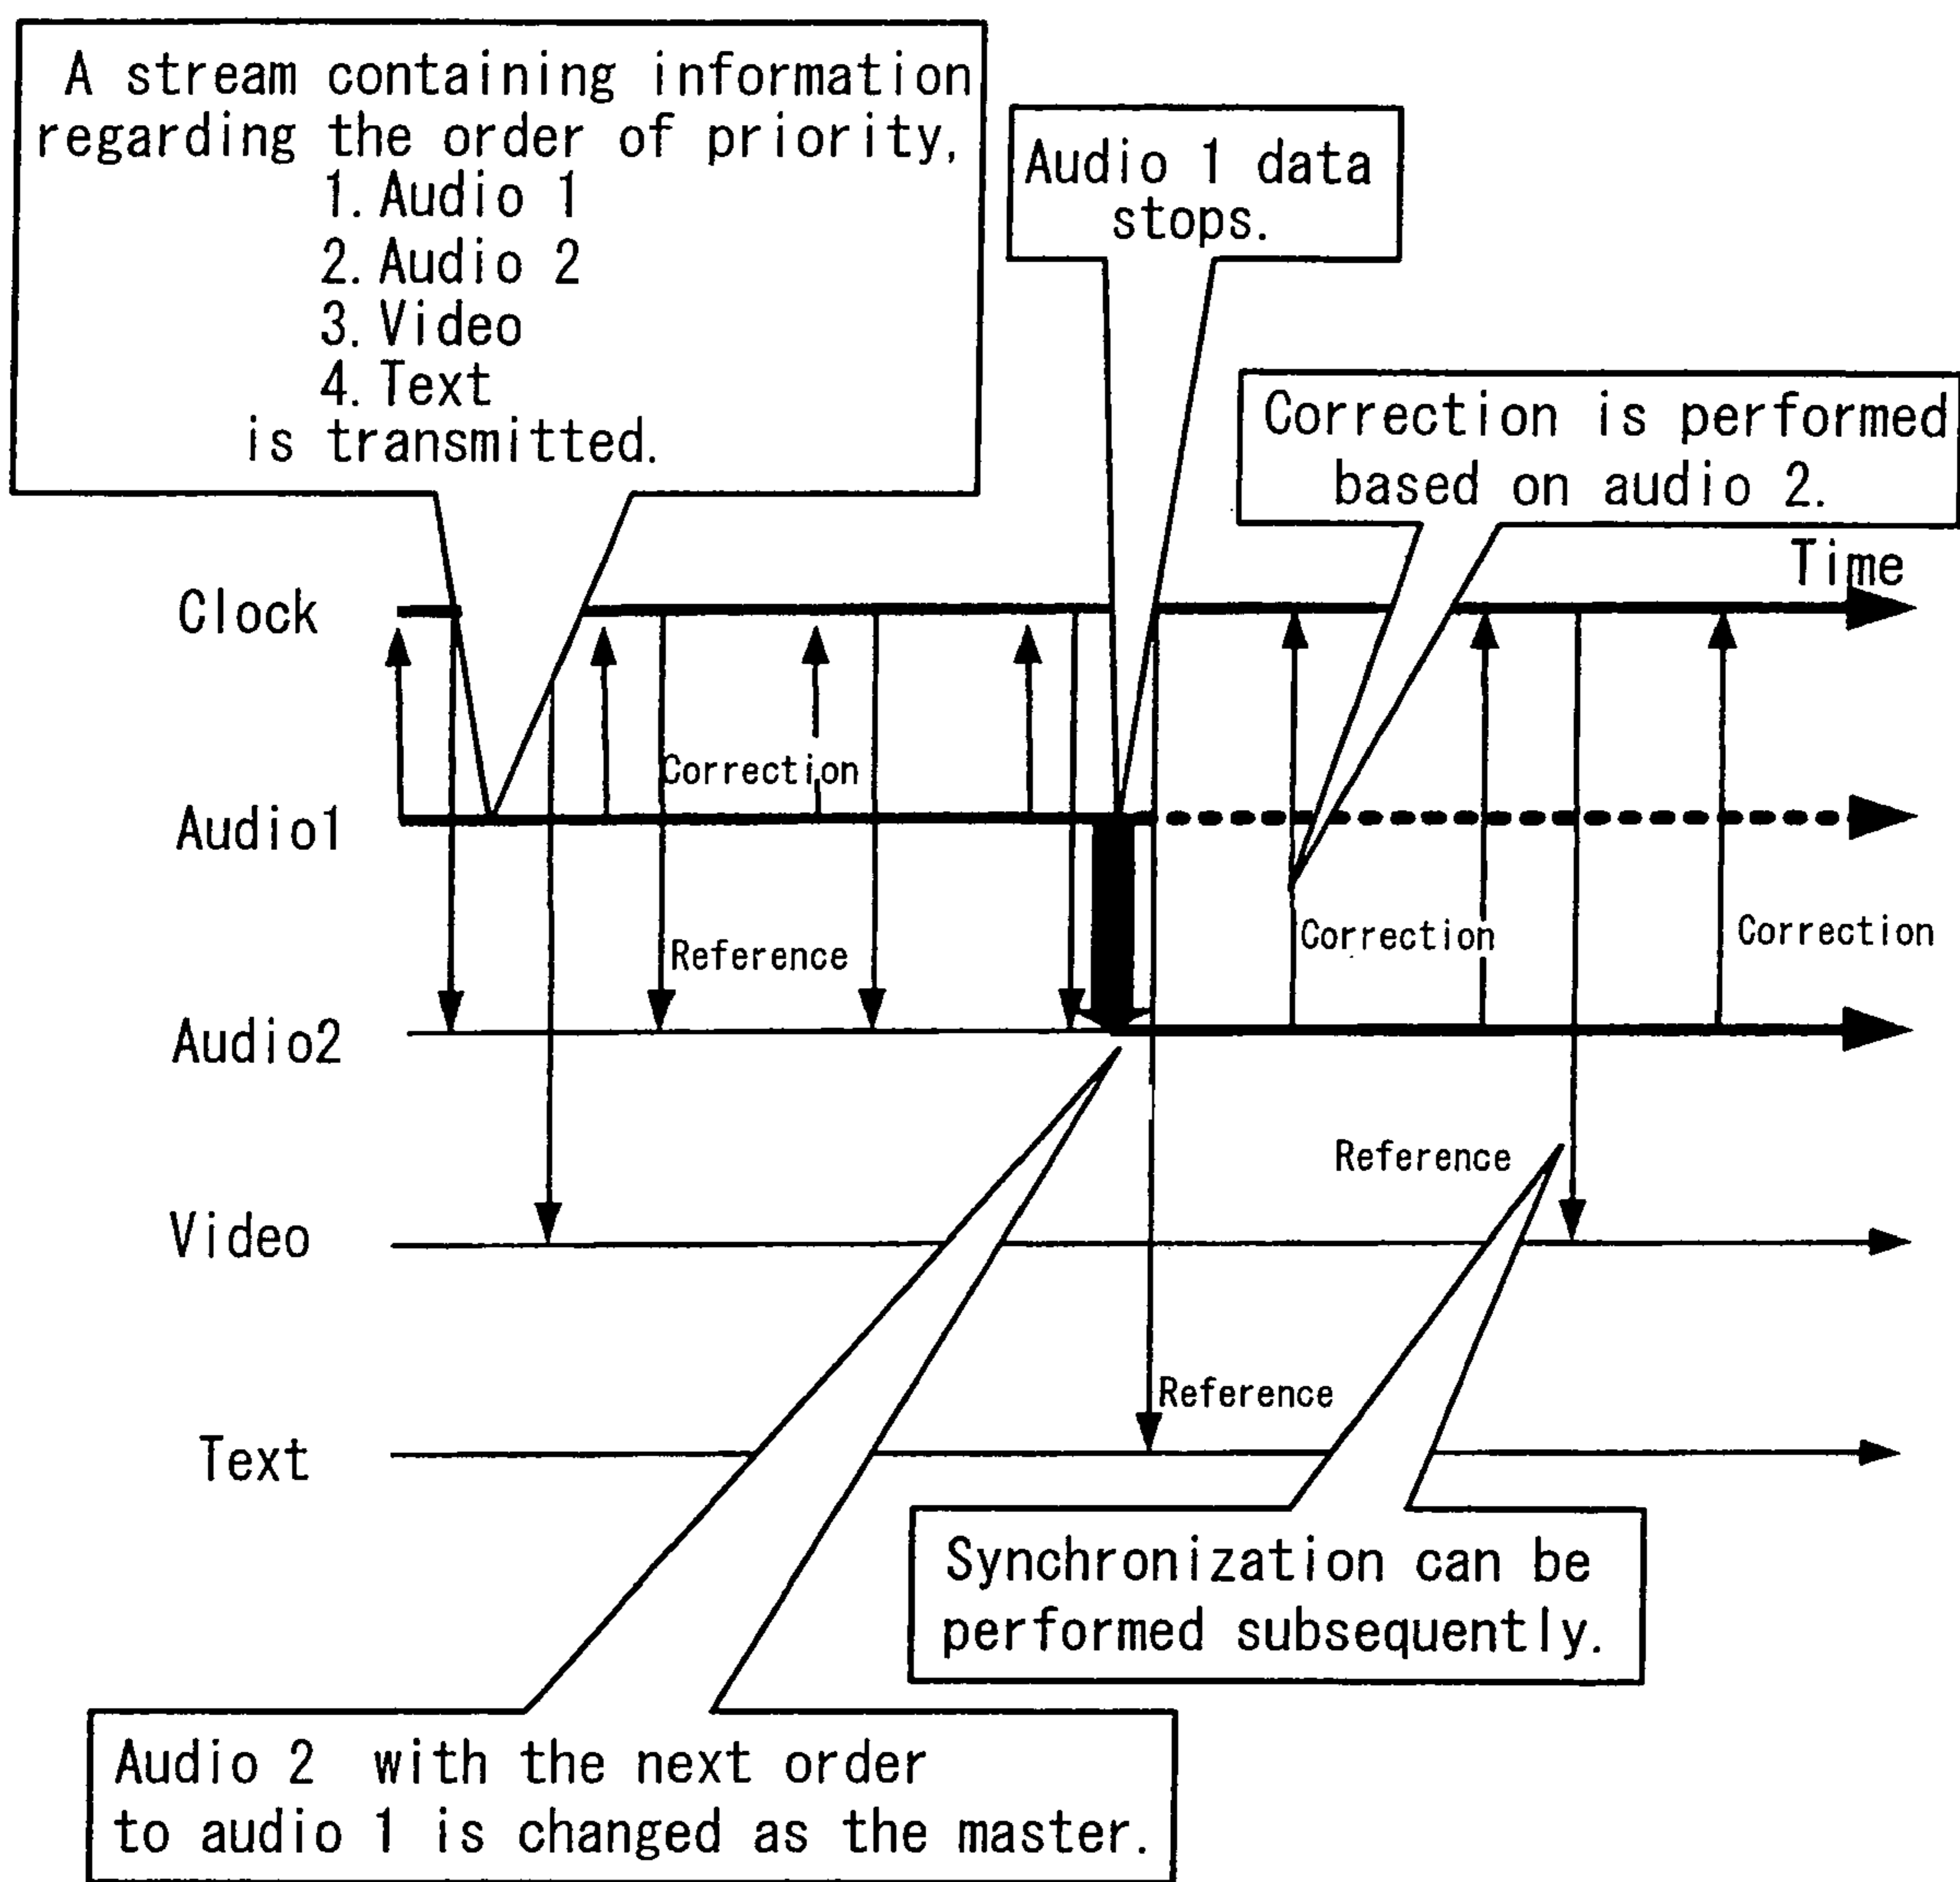 A stream containing information
regarding the order of priority,
1. Audio 1
2. Audio 2
3. Video
4. Text
is transmitted.
Audio 1 data
stops.
Correction is performed
based on audio 2.
Time
Clock
Correction
Audio1
Reference
Correction
Correction
Audio2
Reference
Video
Reference
Text
Synchronization can be
performed subsequently.
Audio 2 with the next order
to audio 1 is changed as the master.